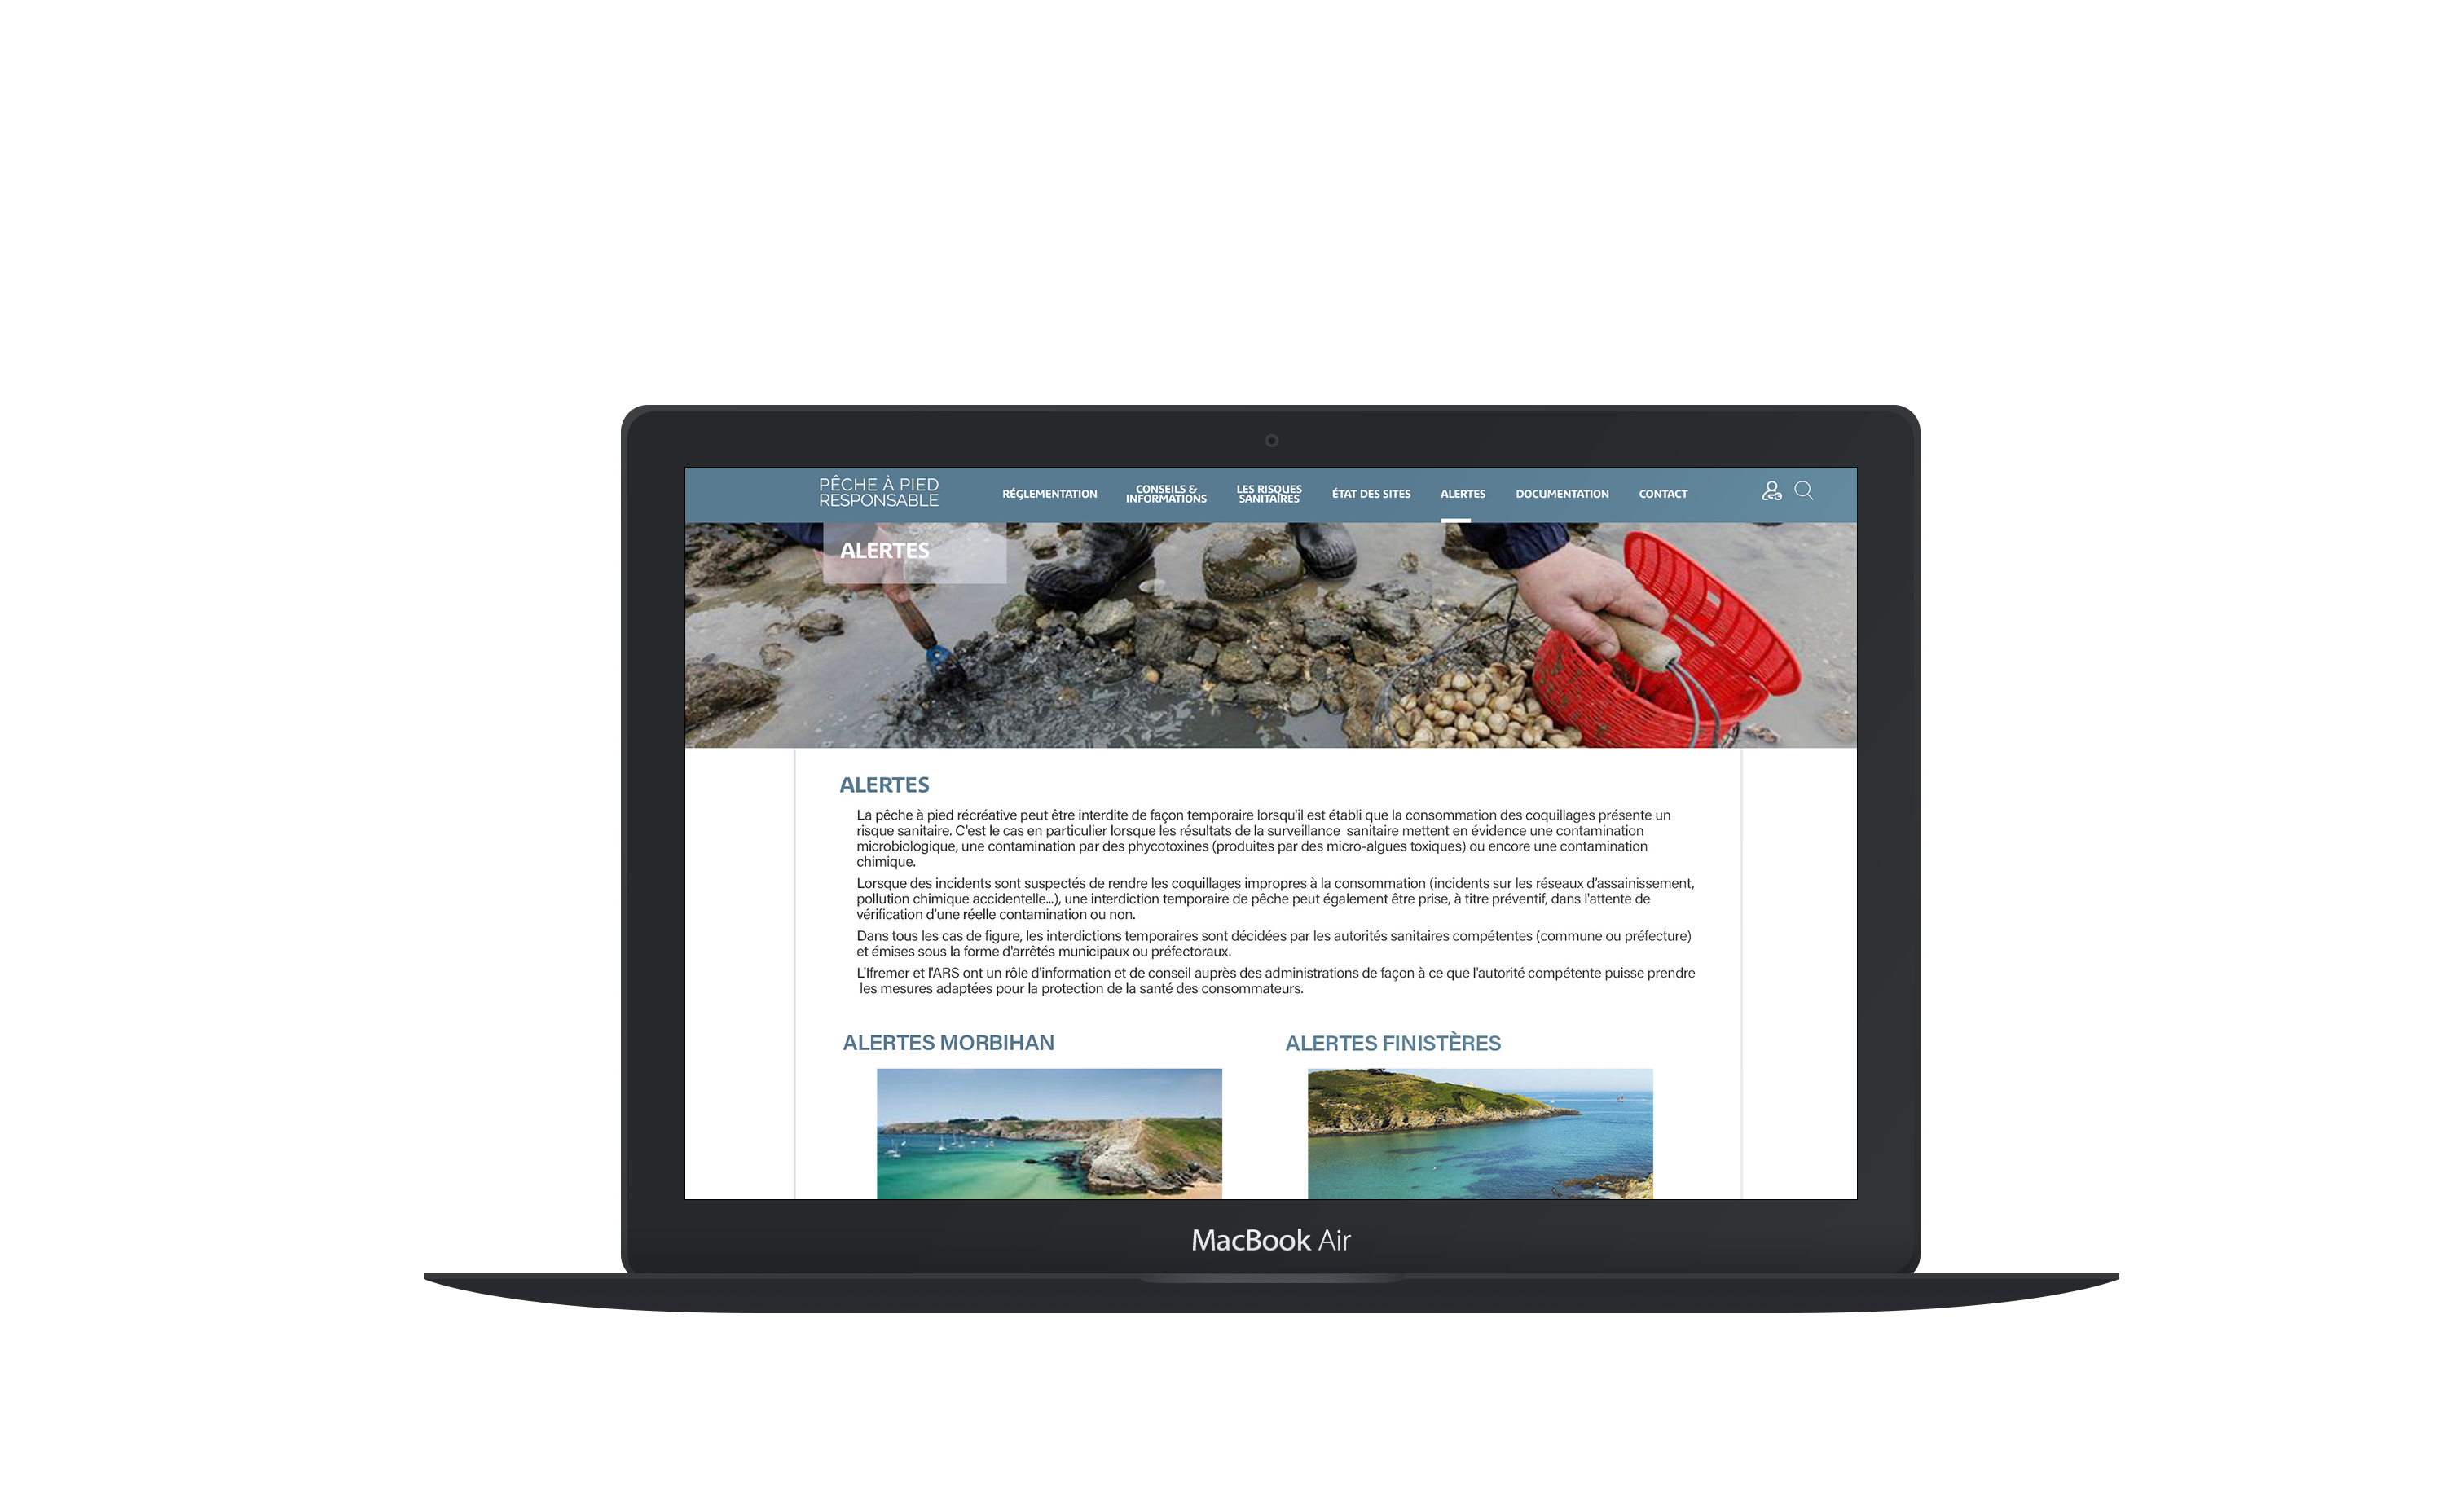 PÊCHE À PIED
RESPONSABLE
RÉGLEMENTATION
CONSEILS &
INFORMATIONS
LES RISQUES
SANITAIRES
ÉTAT DES SITES
ALERTES
DOCUMENTATION
CONTACT
ALERTES
ALERTES
La pêche à pied récréative peut être interdite de façon temporaire lorsqu'il est établi que la consommation des coquillages présente un
risque sanitaire. C'est le cas en particulier lorsque les résultats de la surveillance sanitaire mettent en évidence une contamination
microbiologique, une contamination par des phycotoxines (produites par des micro-algues toxiques) ou encore une contamination
chimique.
Lorsque des incidents sont suspectés de rendre les coquillages impropres à la consommation (incidents sur les réseaux d'assainissement,
pollution chimique accidentelle...), une interdiction temporaire de pêche peut également être prise, à titre préventif, dans l'attente de
vérification d'une réelle contamination ou non.
Dans tous les cas de figure, les interdictions temporaires sont décidées par les autorités sanitaires compétentes (commune ou préfecture)
et émises sous la forme d'arrêtés municipaux ou préfectoraux.
L'Ifremer et l'ARS ont un rôle d'information et de conseil auprès des administrations de façon à ce que l'autorité compétente puisse prendre
les mesures adaptées pour la protection de la santé des consommateurs.
ALERTES MORBIHAN
ALERTES FINISTÈRES
MacBook Air